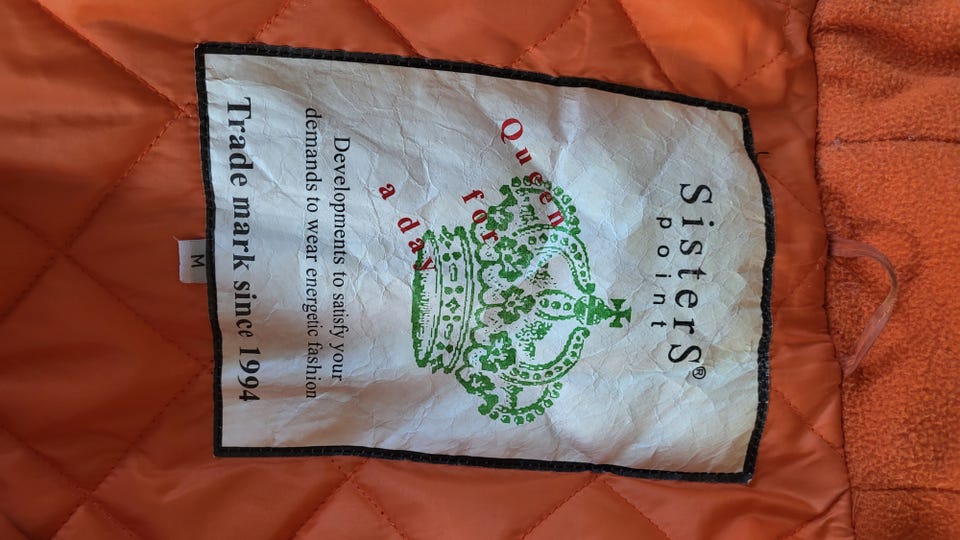 SisterS®
point
Queen
for
a day
Developments to satisfy your
demands to wear energetic fashion
Trade mark since 1994
M